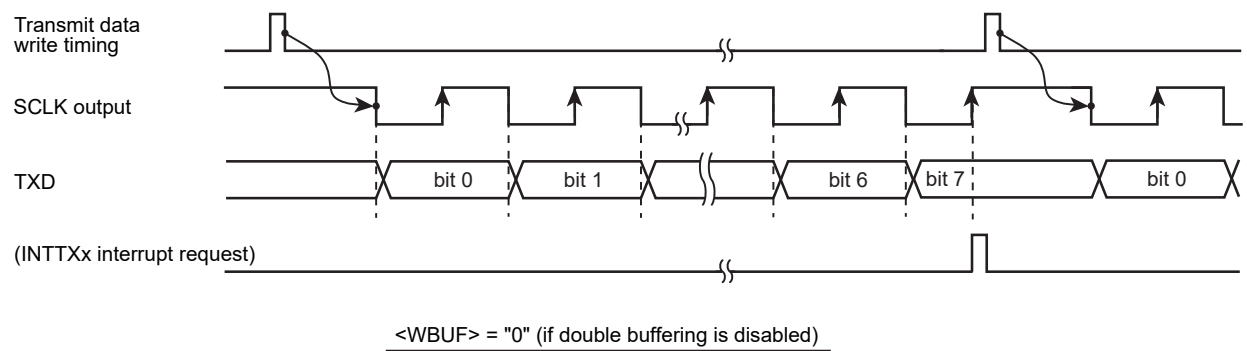 Transmit data
write timing
SCLK output
TXD
bit 0
bit 1
bit 6
bit 7
bit 0
(INTTXx interrupt request)
<WBUF> = "0" (if double buffering is disabled)